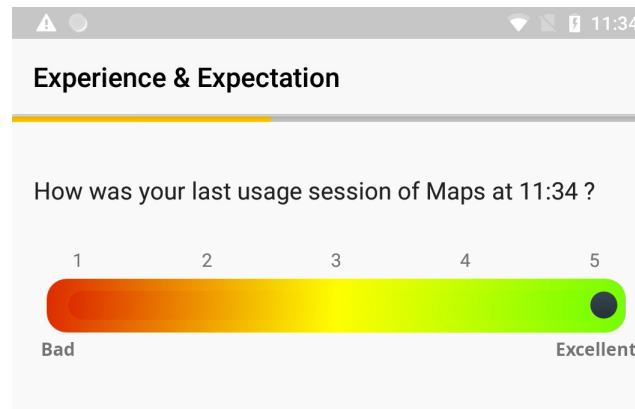 11:34
Experience & Expectation
How was your last usage session of Maps at 11:34 ?
1 2 3 4 5
Bad Excellent